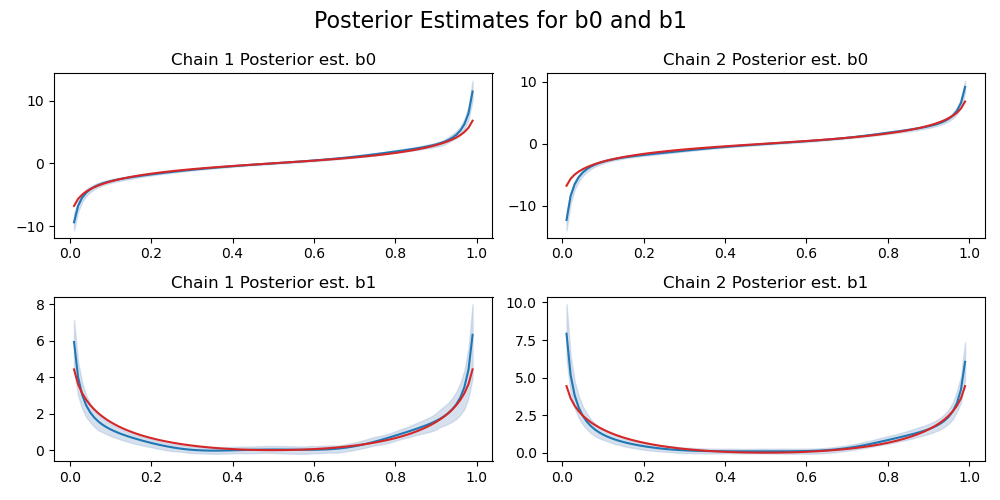 Posterior Estimates for b0 and b1
Chain 1 Posterior est. b0
Chain 2 Posterior est. b0
10
0
−10
0.0 0.2 0.4 0.6 0.8 1.0
10
0
−10
0.0 0.2 0.4 0.6 0.8 1.0
Chain 1 Posterior est. b1
Chain 2 Posterior est. b1
8
6
4
2
0
0.0 0.2 0.4 0.6 0.8 1.0
10.0
7.5
5.0
2.5
0.0
0.0 0.2 0.4 0.6 0.8 1.0